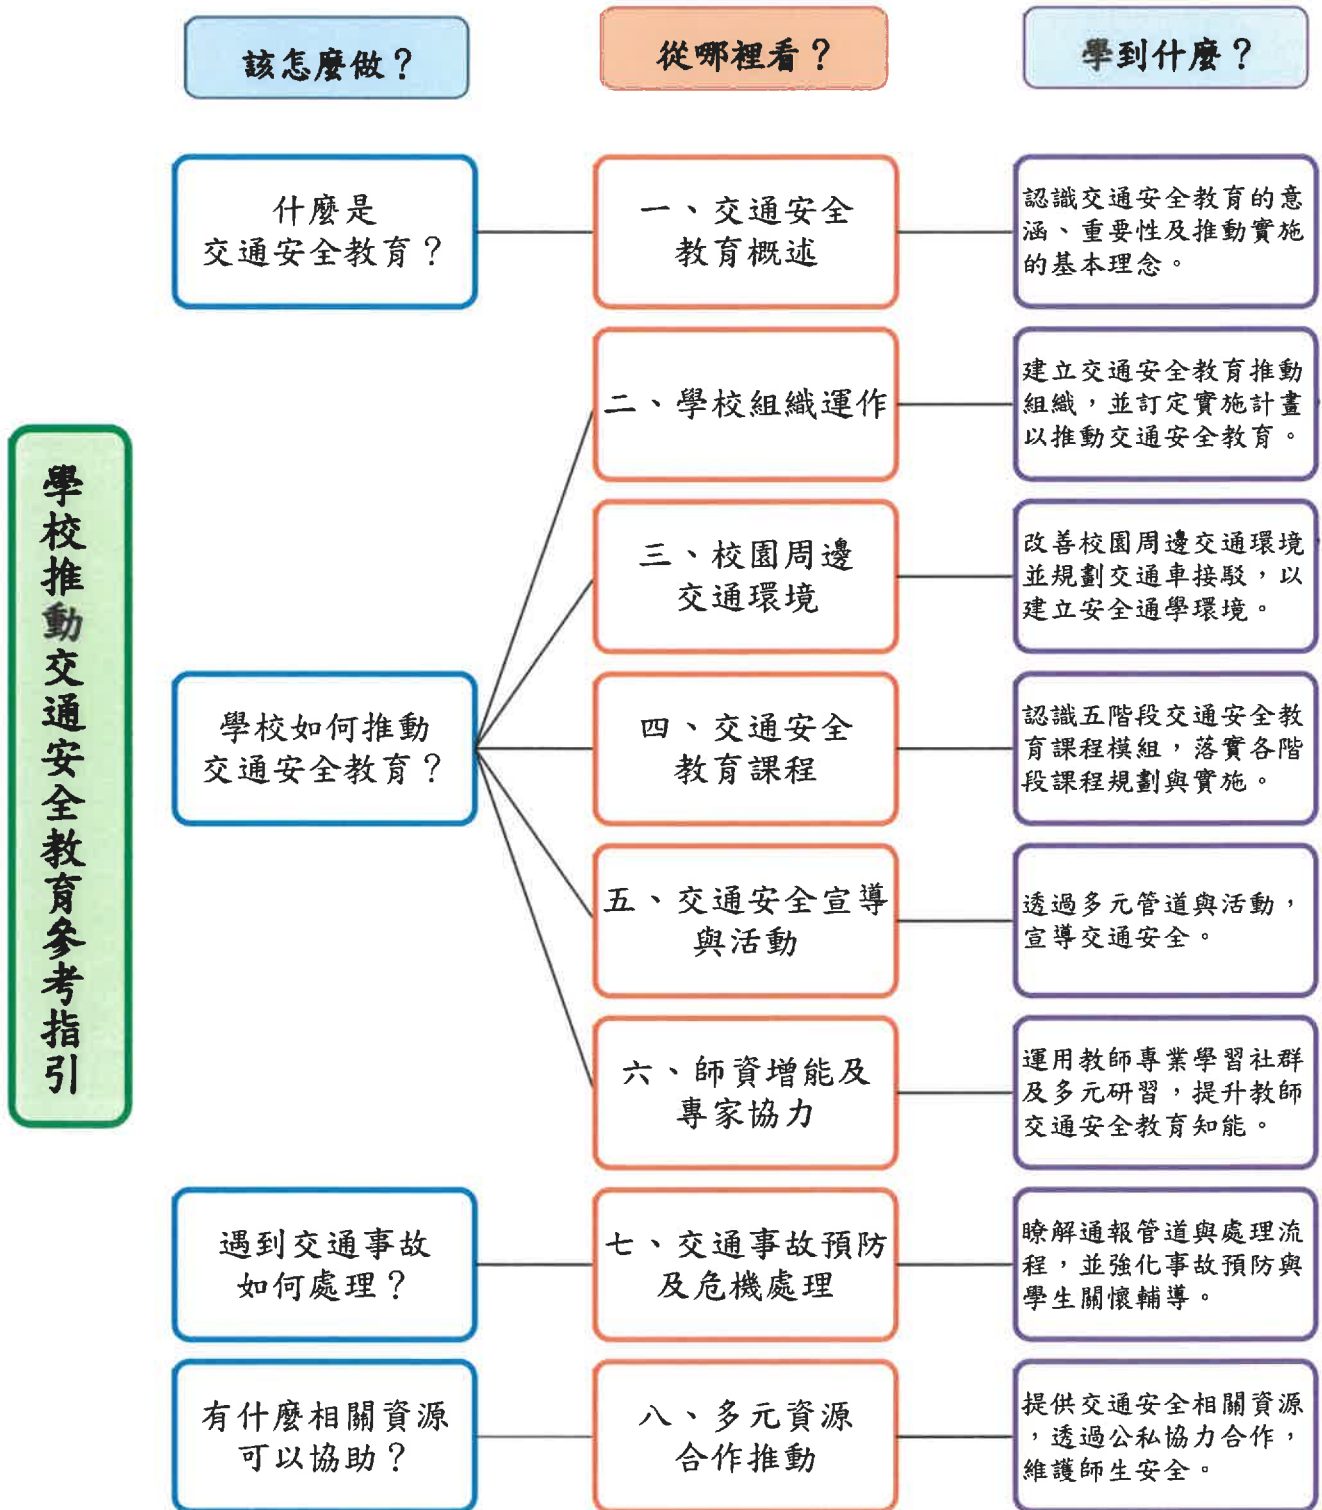 該怎麼做？
從哪裡看？
學到什麼？
學校推動交通安全教育參考指引
什麼是
交通安全教育？
一、交通安全
教育概述
認識交通安全教育的意
涵、重要性及推動實施
的基本理念。
學校如何推動
交通安全教育？
二、學校組織運作
建立交通安全教育推動
組織，並訂定實施計畫
以推動交通安全教育。
三、校園周邊
交通環境
改善校園周邊交通環境
並規劃交通車接駁，以
建立安全通學環境。
四、交通安全
教育課程
認識五階段交通安全教
育課程模組，落實各階
段課程規劃與實施。
五、交通安全宣導
與活動
透過多元管道與活動，
宣導交通安全。
六、師資增能及
專家協力
運用教師專業學習社群
及多元研習，提升教師
交通安全教育知能。
遇到交通事故
如何處理？
七、交通事故預防
及危機處理
瞭解通報管道與處理流
程，並強化事故預防與
學生關懷輔導。
有什麼相關資源
可以協助？
八、多元資源
合作推動
提供交通安全相關資源
，透過公私協力合作，
維護師生安全。